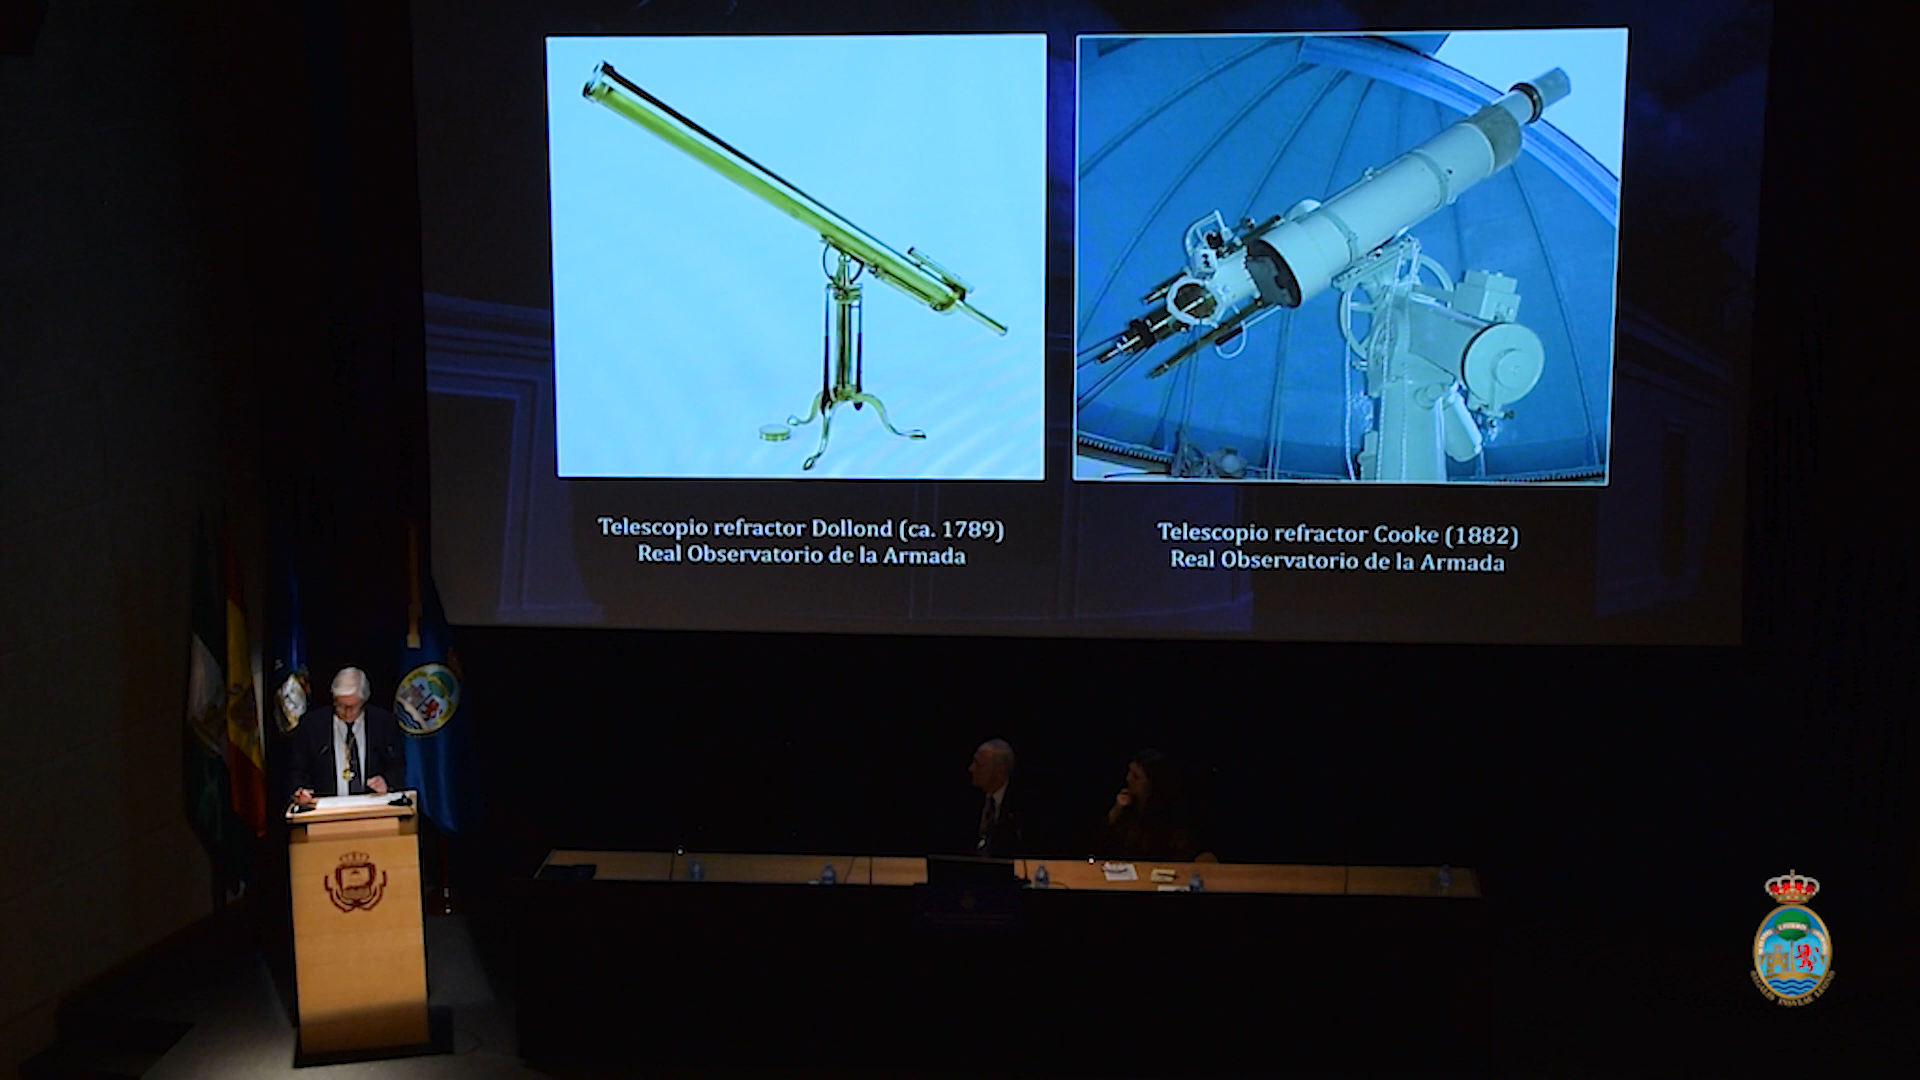 Telescopio refractor Dollond (ca. 1789)
Real Observatorio de la Armada
Telescopio refractor Cooke (1882)
Real Observatorio de la Armada